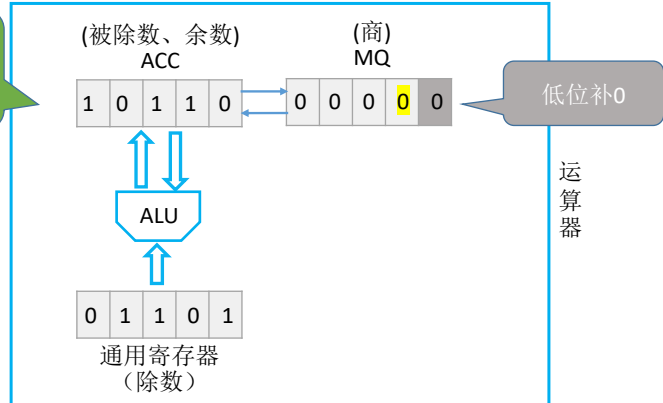 (被除数、余数)
ACC
(商)
MQ
1 0 1 1 0
0 0 0 0 0
低位补0
运算器
ALU
0 1 1 0 1
通用寄存器
（除数）